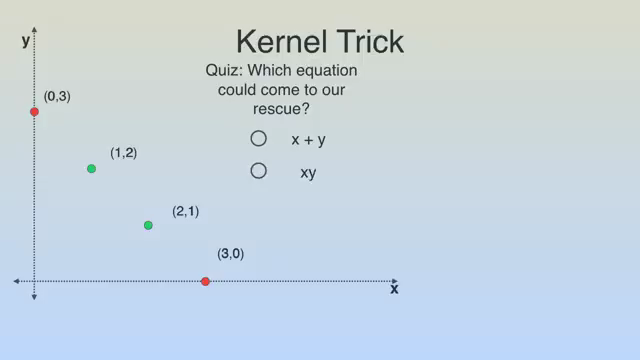 Kernel Trick
Quiz: Which equation
could come to our
rescue?
x + y
xy
y
(0,3)
(1,2)
(2,1)
(3,0)
x